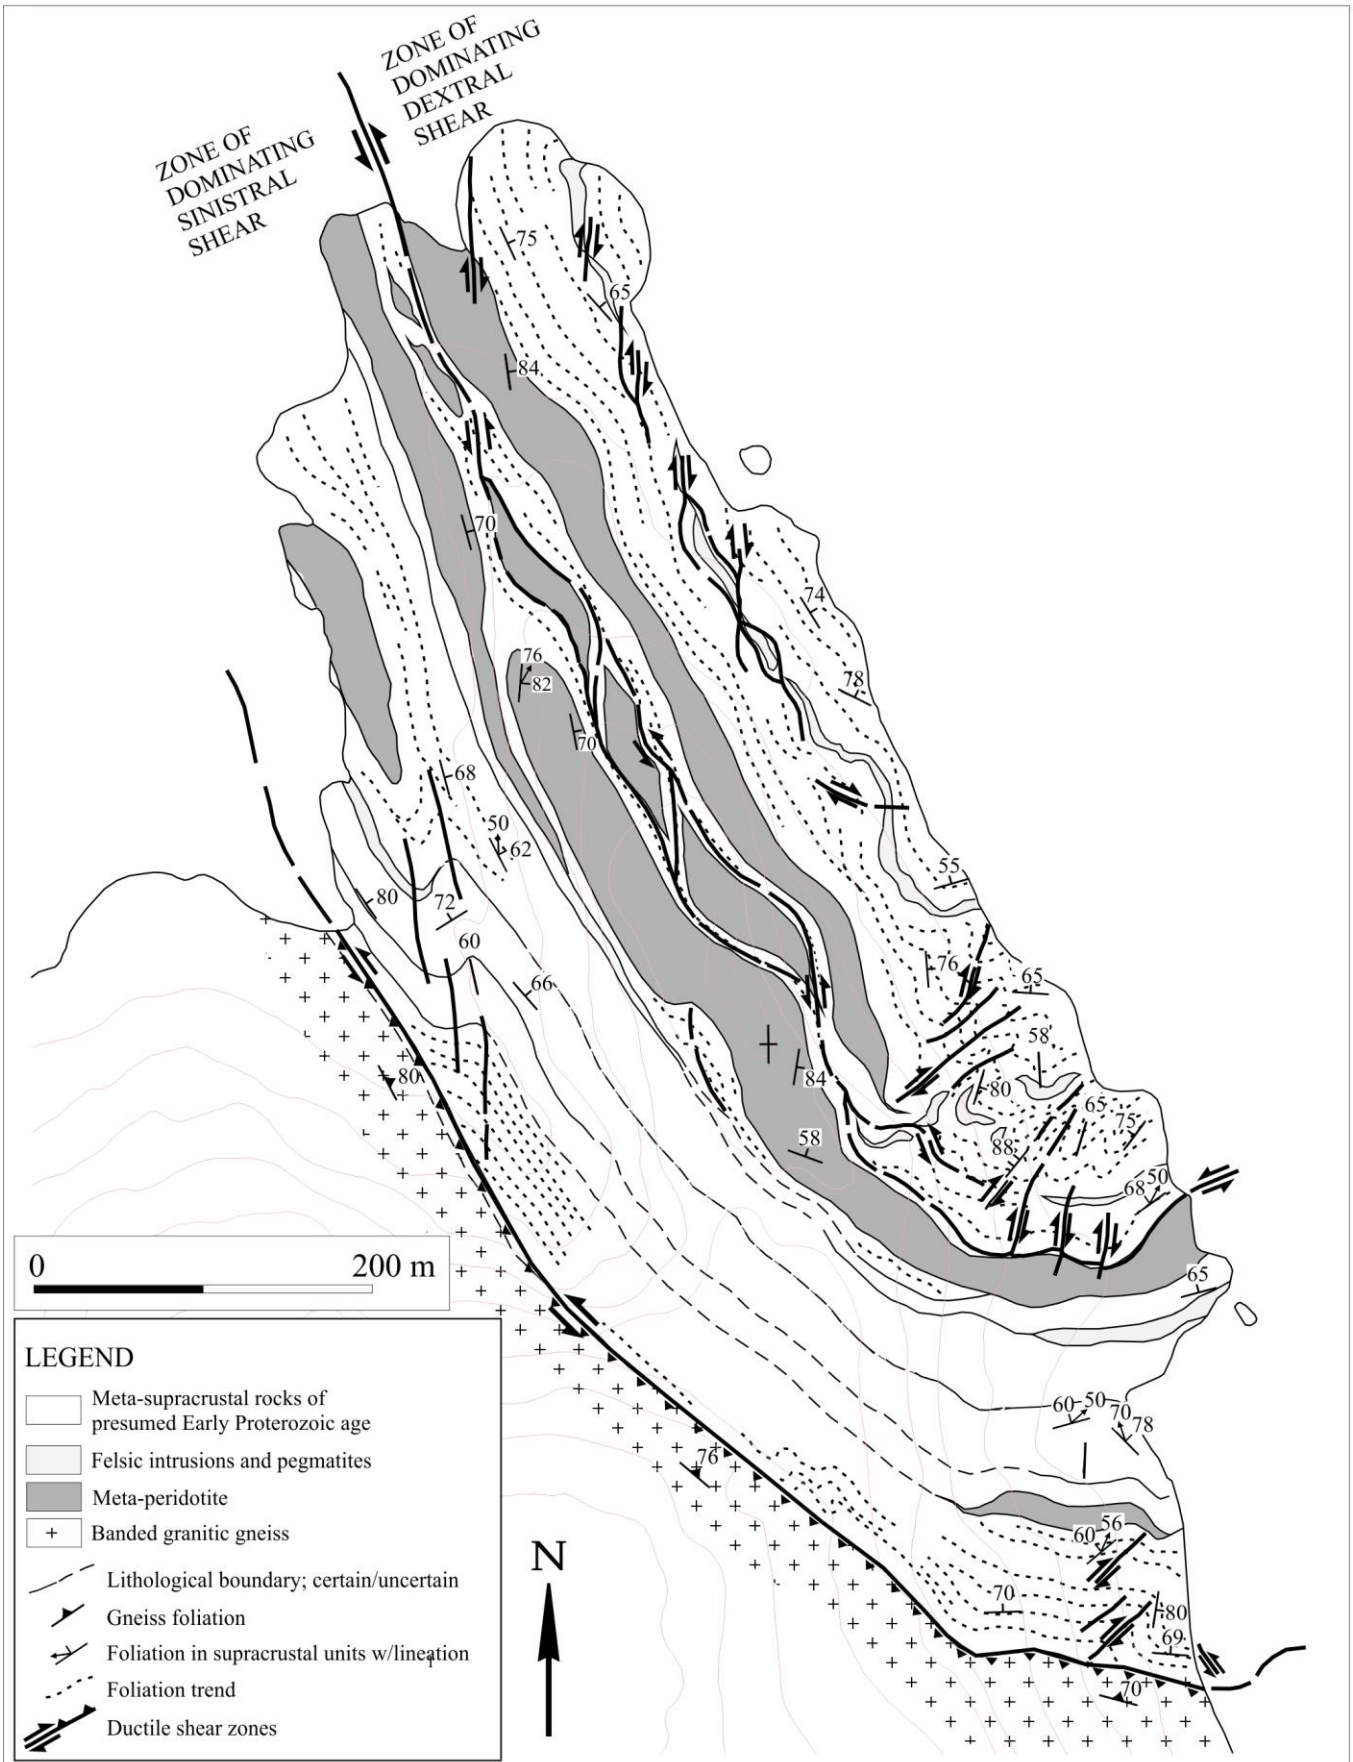 ZONE OF
DOMINATING
DEXTRAL
SHEAR
ZONE OF
DOMINATING
SINISTRAL
SHEAR
75
65
84
70
74
76
82
78
70
68
50
62
55
80
72
60
76
65
66
58
80
84
80
65
75
58
88
68 50
65
60 50 70
78
76
56
60
70
80
69
70
0 200 m
LEGEND
Meta-supracrustal rocks of
presumed Early Proterozoic age
Felsic intrusions and pegmatites
Meta-peridotite
Banded granitic gneiss
Lithological boundary; certain/uncertain
Gneiss foliation
Foliation in supracrustal units w/lineation
Foliation trend
Ductile shear zones
N